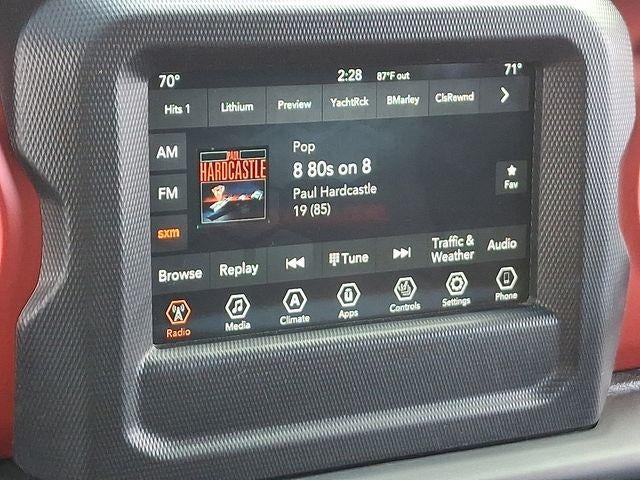 70° 2:28 87°F out 71°
Hits 1 Lithium Preview YachtRck BMarley ClsRewnd
AM
FM
sxm
PAUL
HARDCASTLE
Pop
8 80s on 8
Paul Hardcastle
19 (85)
Fav
Browse Replay Tune Traffic & Weather Audio
Radio Media Climate Apps Controls Settings Phone